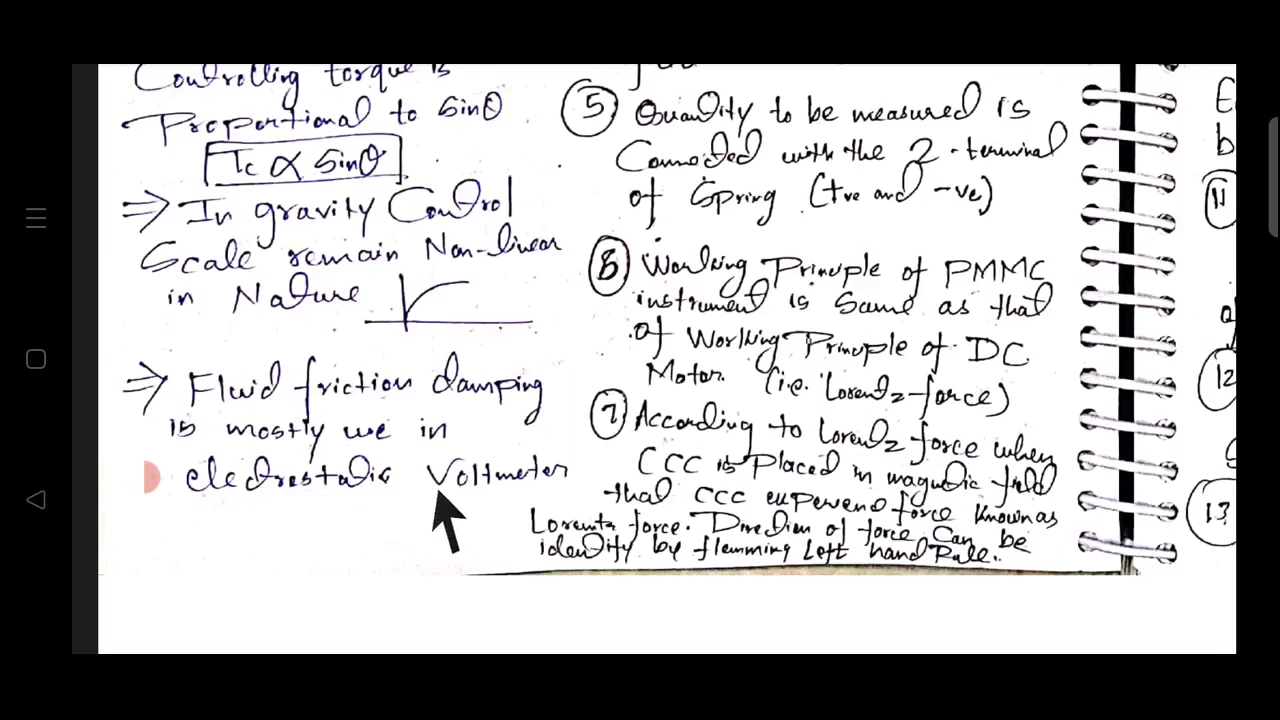 Controlling torque is
Proportional to Sinθ
Tc ∝ Sinθ
⇒ In gravity Control
Scale remain Non-linear
in Nature
⇒ Fluid friction damping
is mostly use in
electrostatic Voltmeter
(5) Quantity to be measured is
Connected with the 2-terminal
of Spring (+ve and -ve)
(6) Working Principle of PMMC
instrument is Same as that
of Working Principle of DC
Motor. (i.e. Lorentz-force)
(7) According to Lorentz force when
CCC is Placed in magnetic field
that CCC experiend force Known as
Lorentz force. Direction of force Can be
identify by flemming Left hand Rule.
11
12
13